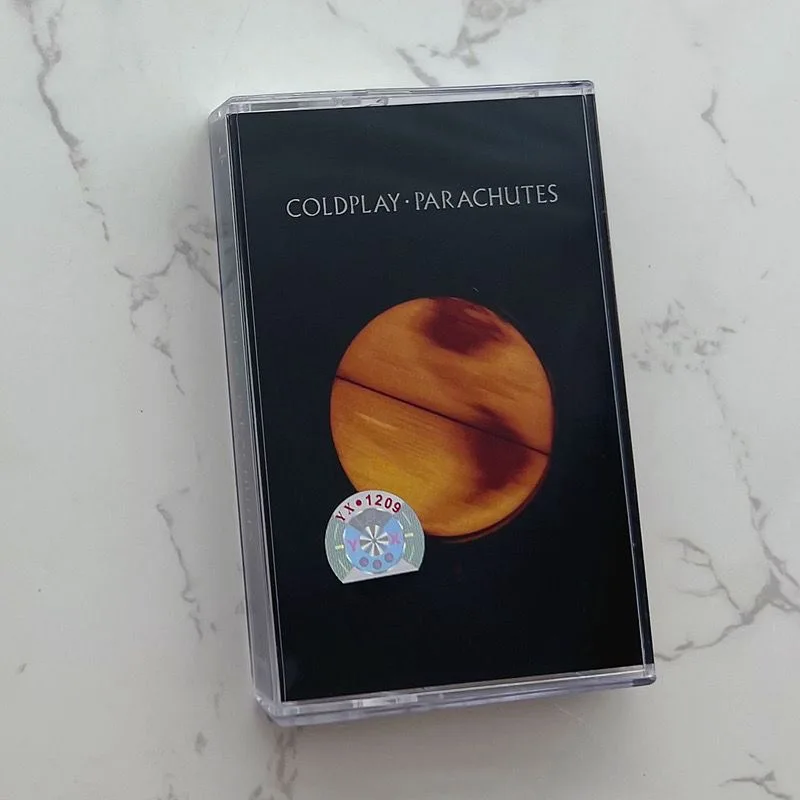 COLDPLAY · PARACHUTES
YX•1209
Y X